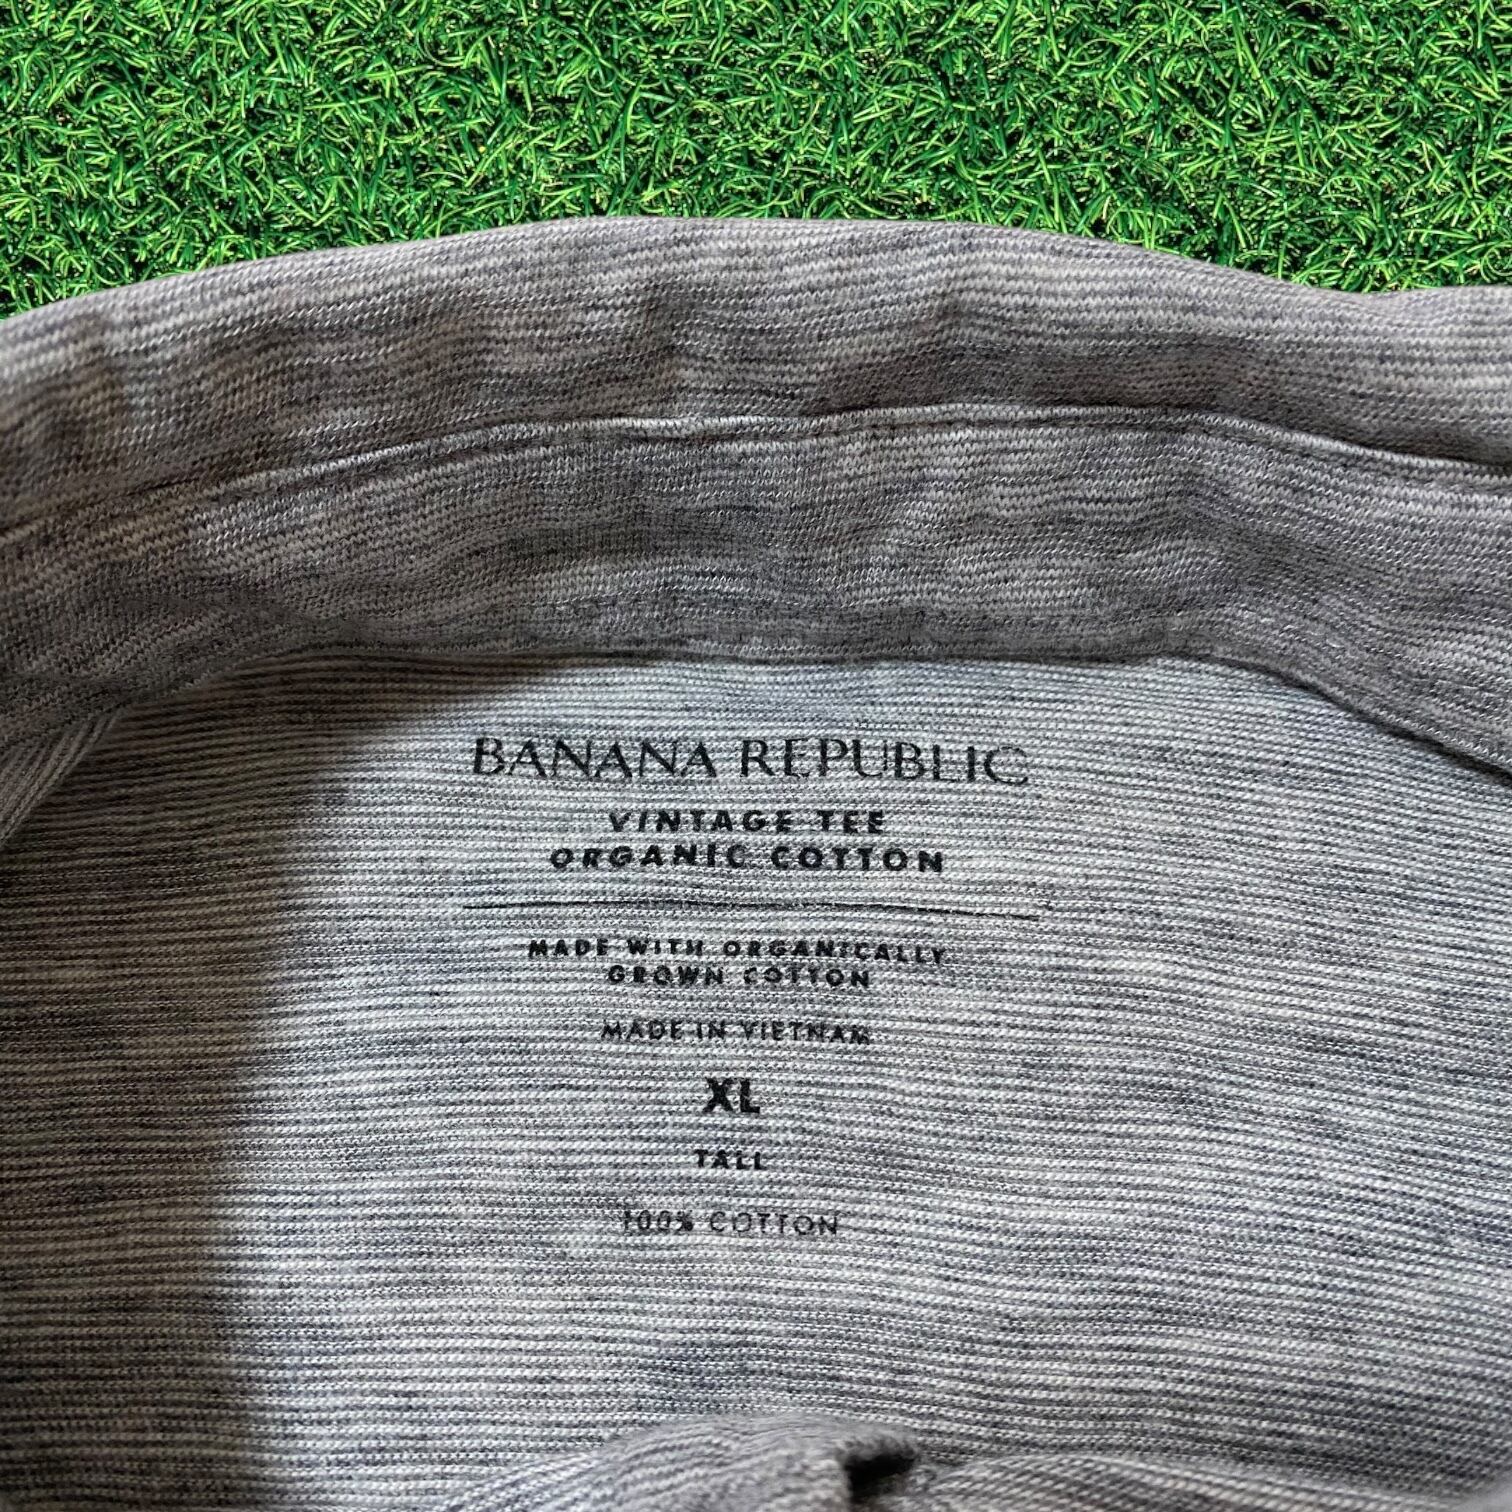 BANANA REPUBLIC
VINTAGE TEE
ORGANIC COTTON
MADE WITH ORGANICALLY
GROWN COTTON
MADE IN VIETNAM
XL
TALL
100% COTTON